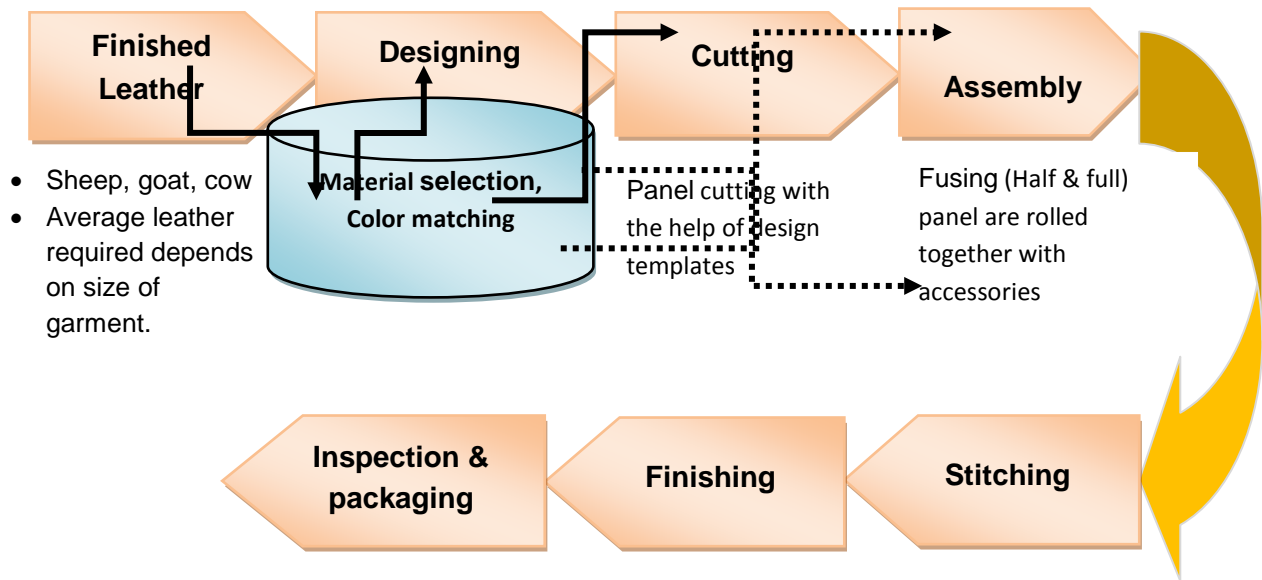 Finished
Leather
Designing
Cutting
Assembly
• Sheep, goat, cow
• Average leather
required depends
on size of
garment.
Material selection,
Color matching
Panel cutting with
the help of design
templates
Fusing (Half & full)
panel are rolled
together with
accessories
Inspection &
packaging
Finishing
Stitching